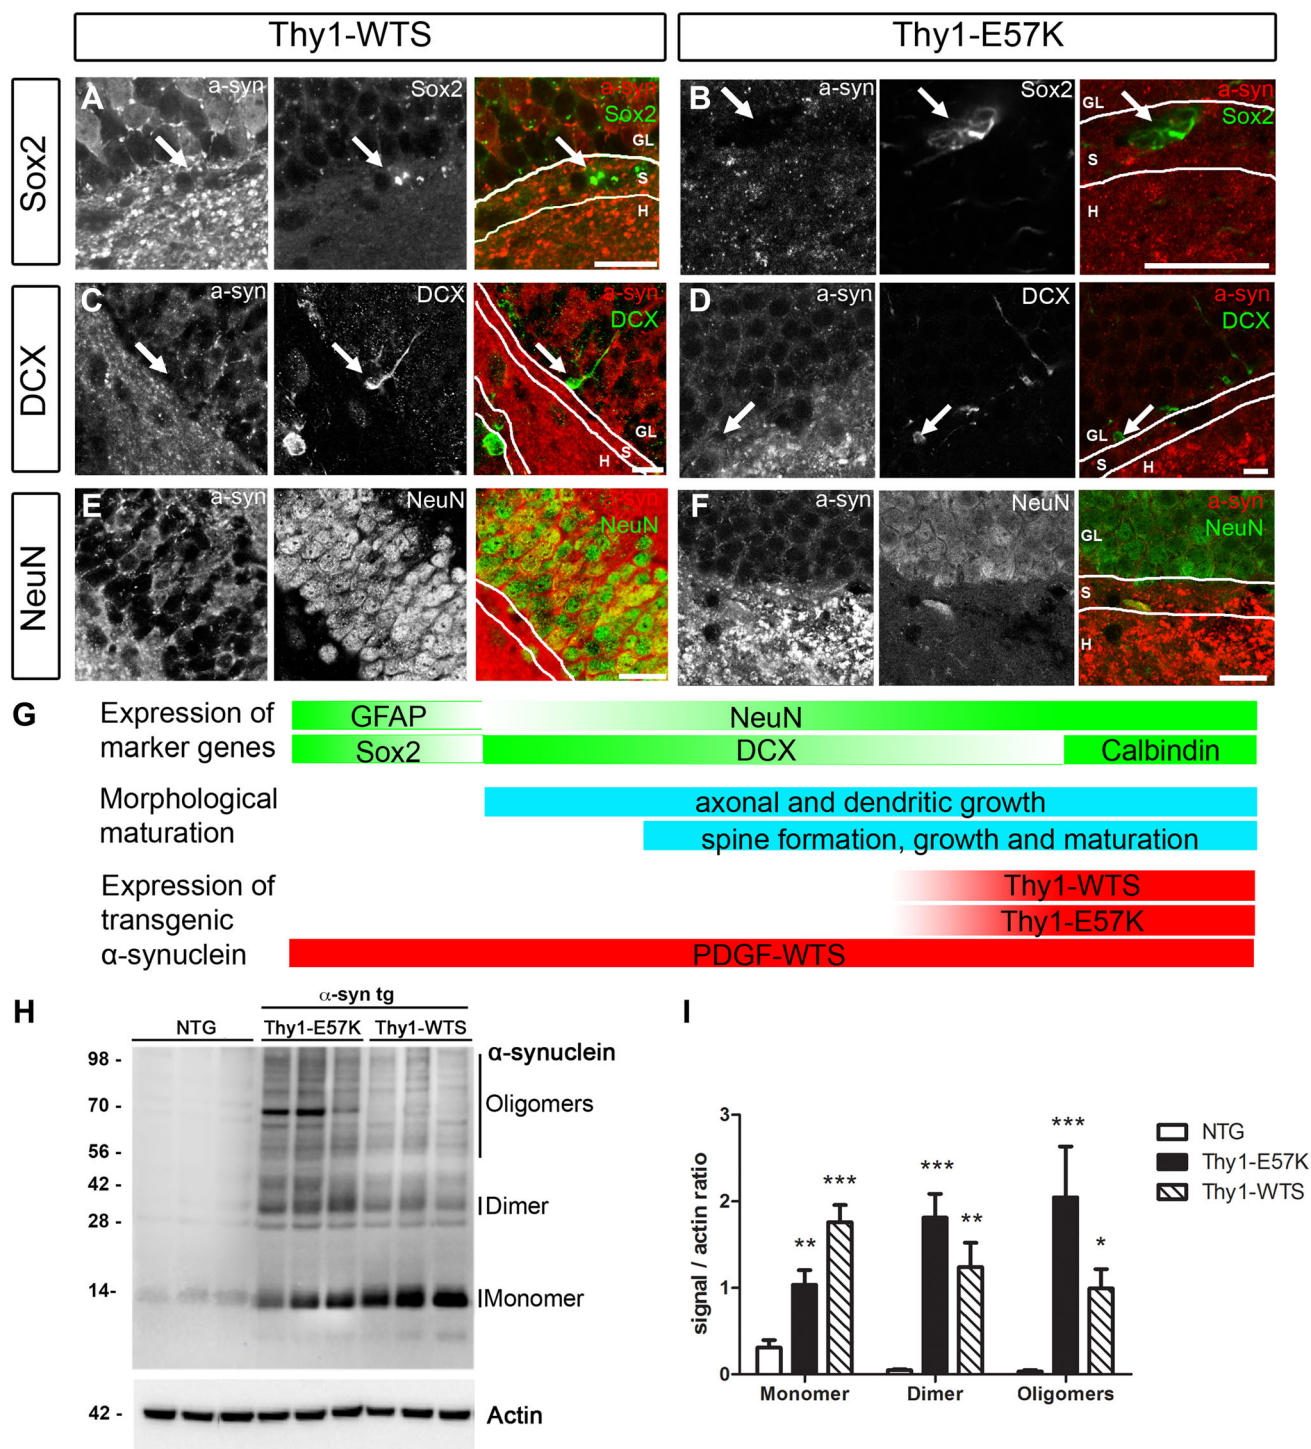 Thy1-WTS
Thy1-E57K
Sox2
A
a-syn
Sox2
a-syn
Sox2
GL
S
H
B
a-syn
Sox2
a-syn
Sox2
GL
S
H
DCX
C
a-syn
DCX
a-syn
DCX
GL
S
H
D
a-syn
DCX
a-syn
DCX
GL
S
H
NeuN
E
a-syn
NeuN
a-syn
NeuN
F
a-syn
NeuN
a-syn
NeuN
GL
S
H
G
Expression of
marker genes
GFAP
NeuN
Sox2
DCX
Calbindin
Morphological
maturation
axonal and dendritic growth
spine formation, growth and maturation
Expression of
transgenic
α-synuclein
Thy1-WTS
Thy1-E57K
PDGF-WTS
H
α-syn tg
NTG
Thy1-E57K
Thy1-WTS
98 -
70 -
56 -
42 -
28 -
14-
α-synuclein
Oligomers
Dimer
Monomer
42 -
Actin
I
signal / actin ratio
3
2
1
0
**
***
***
**
***
*
Monomer
Dimer
Oligomers
NTG
Thy1-E57K
Thy1-WTS